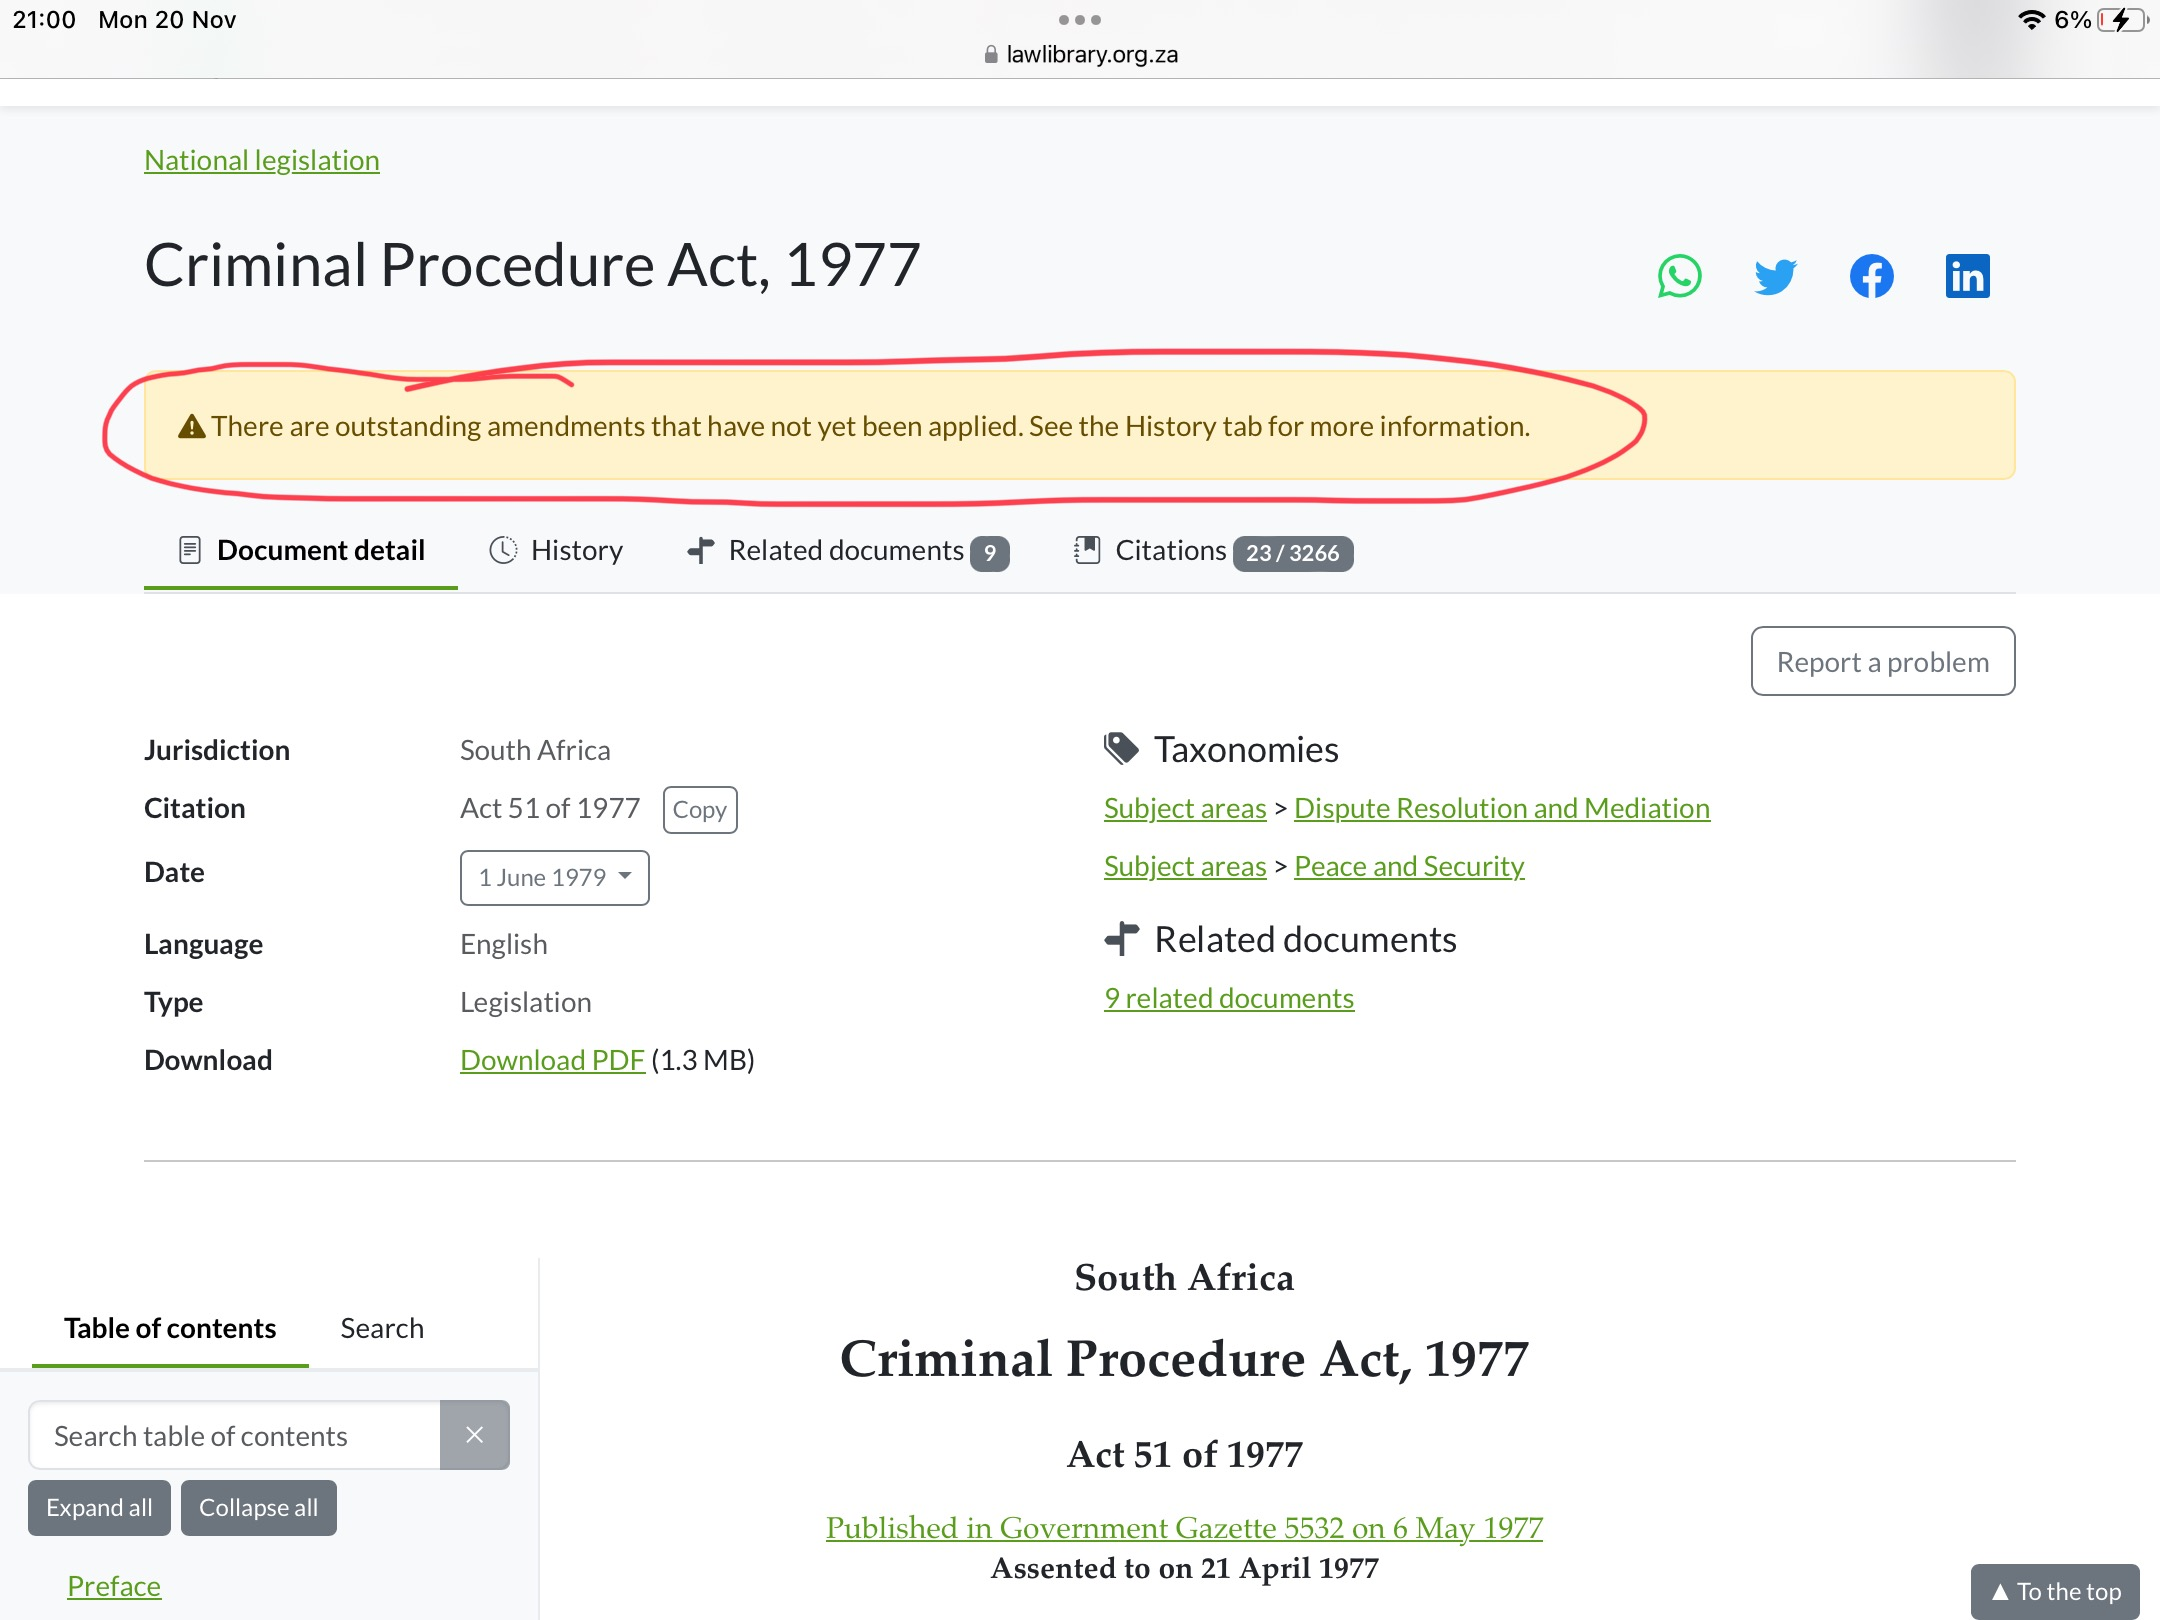 21:00 Mon 20 Nov
6%
lawlibrary.org.za
National legislation
Criminal Procedure Act, 1977
There are outstanding amendments that have not yet been applied. See the History tab for more information.
Document detail History Related documents 9 Citations 23 / 3266
Report a problem
Jurisdiction South Africa
Citation Act 51 of 1977 Copy
Date 1 June 1979
Language English
Type Legislation
Download Download PDF (1.3 MB)
Taxonomies
Subject areas > Dispute Resolution and Mediation
Subject areas > Peace and Security
Related documents
9 related documents
Table of contents Search
Search table of contents
Expand all Collapse all
Preface
South Africa
Criminal Procedure Act, 1977
Act 51 of 1977
Published in Government Gazette 5532 on 6 May 1977
Assented to on 21 April 1977
▲ To the top